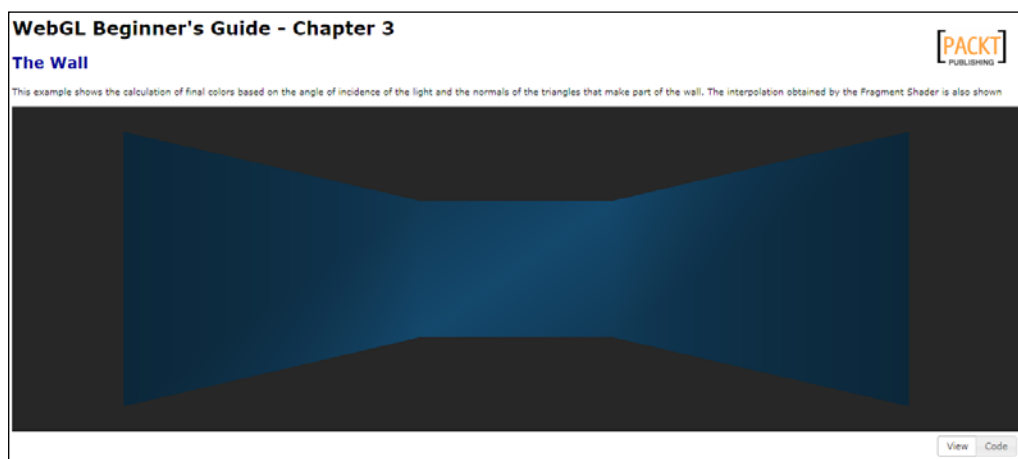 WebGL Beginner's Guide - Chapter 3
[PACKT]
PUBLISHING
The Wall
This example shows the calculation of final colors based on the angle of incidence of the light and the normals of the triangles that make part of the wall. The interpolation obtained by the Fragment Shader is also shown
View Code